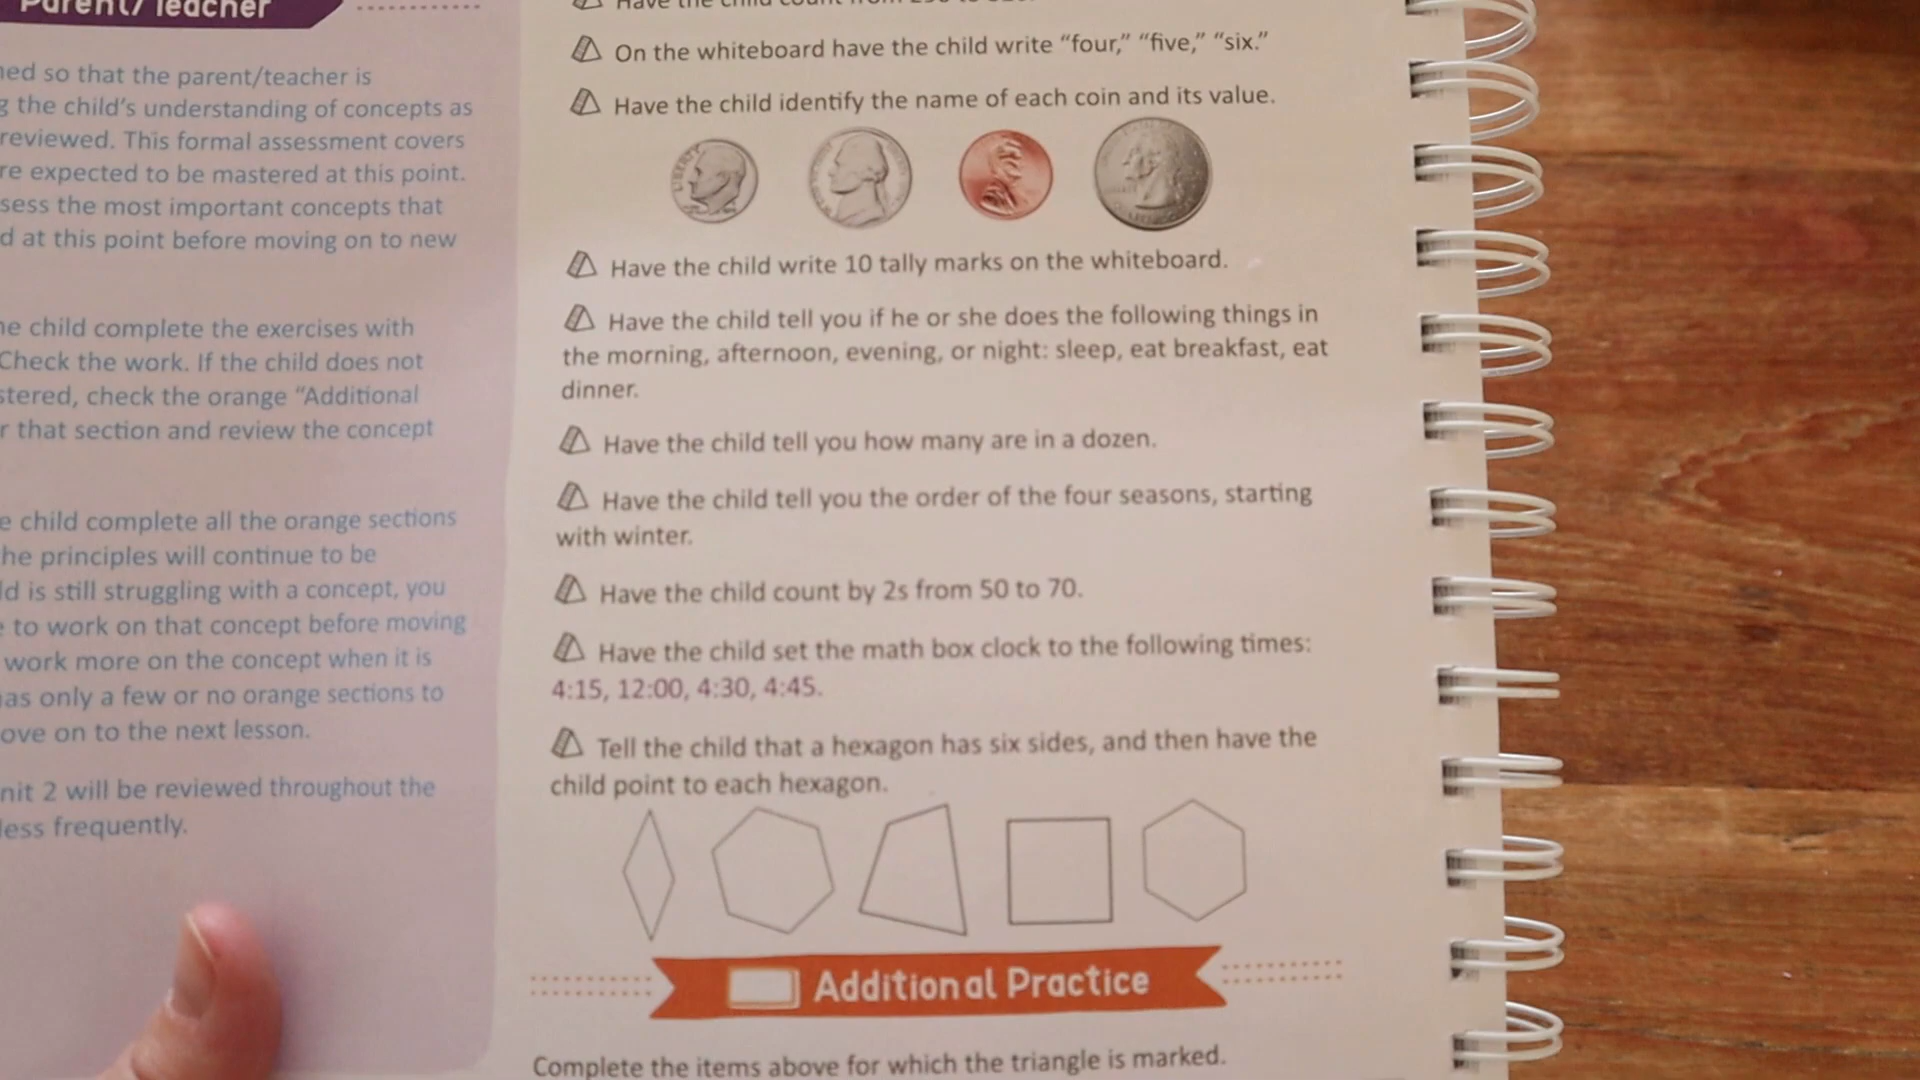 Parent/Teacher
so that the parent/teacher is
the child's understanding of concepts as
reviewed. This formal assessment covers
expected to be mastered at this point.
the most important concepts that
at this point before moving on to new
child complete the exercises with
Check the work. If the child does not
check the orange "Additional
that section and review the concept
child complete all the orange sections
principles will continue to be
is still struggling with a concept, you
to work on that concept before moving
work more on the concept when it is
only a few or no orange sections to
on to the next lesson.
2 will be reviewed throughout the
less frequently.
Have the child count from
On the whiteboard have the child write "four," "five," "six."
Have the child identify the name of each coin and its value.
LIBERTY
Have the child write 10 tally marks on the whiteboard.
Have the child tell you if he or she does the following things in
the morning, afternoon, evening, or night: sleep, eat breakfast, eat
dinner.
Have the child tell you how many are in a dozen.
Have the child tell you the order of the four seasons, starting
with winter.
Have the child count by 2s from 50 to 70.
Have the child set the math box clock to the following times:
4:15, 12:00, 4:30, 4:45.
Tell the child that a hexagon has six sides, and then have the
child point to each hexagon.
Additional Practice
Complete the items above for which the triangle is marked.